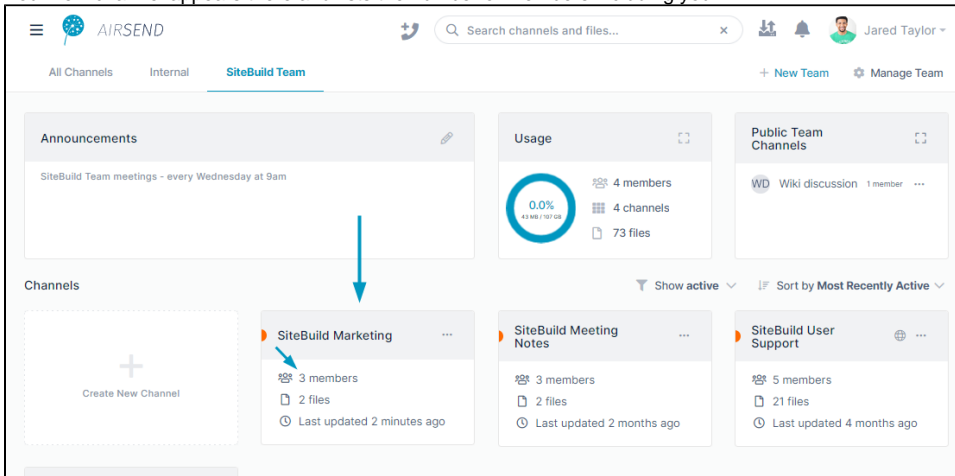 AIRSEND
Search channels and files...
Jared Taylor
All Channels
Internal
SiteBuild Team
+ New Team
Manage Team
Announcements
SiteBuild Team meetings - every Wednesday at 9am
Usage
0.0%
43 MB / 107 GB
4 members
4 channels
73 files
Public Team
Channels
WD Wiki discussion 1 member ...
Channels
Show active
Sort by Most Recently Active
Create New Channel
SiteBuild Marketing ...
3 members
2 files
Last updated 2 minutes ago
SiteBuild Meeting
Notes
...
3 members
2 files
Last updated 2 months ago
SiteBuild User
Support
...
5 members
21 files
Last updated 4 months ago